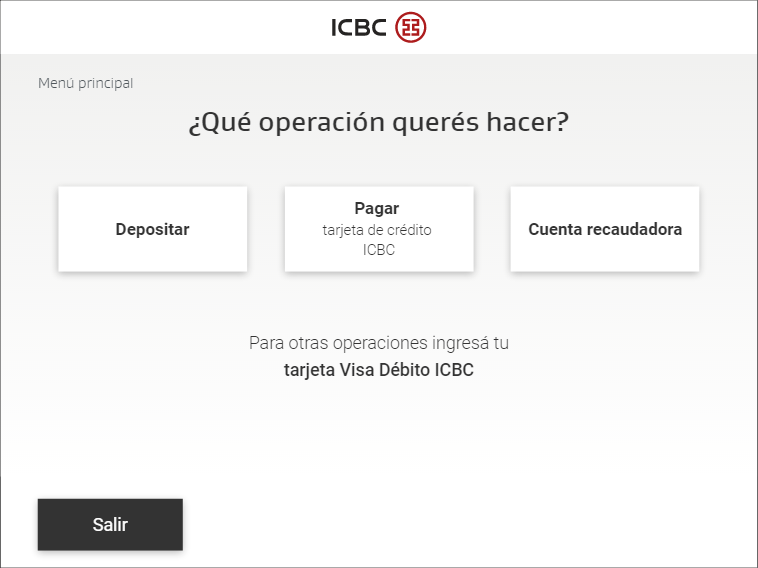 ICBC
Menú principal
¿Qué operación querés hacer?
Depositar
Pagar
tarjeta de crédito
ICBC
Cuenta recaudadora
Para otras operaciones ingresá tu
tarjeta Visa Débito ICBC
Salir